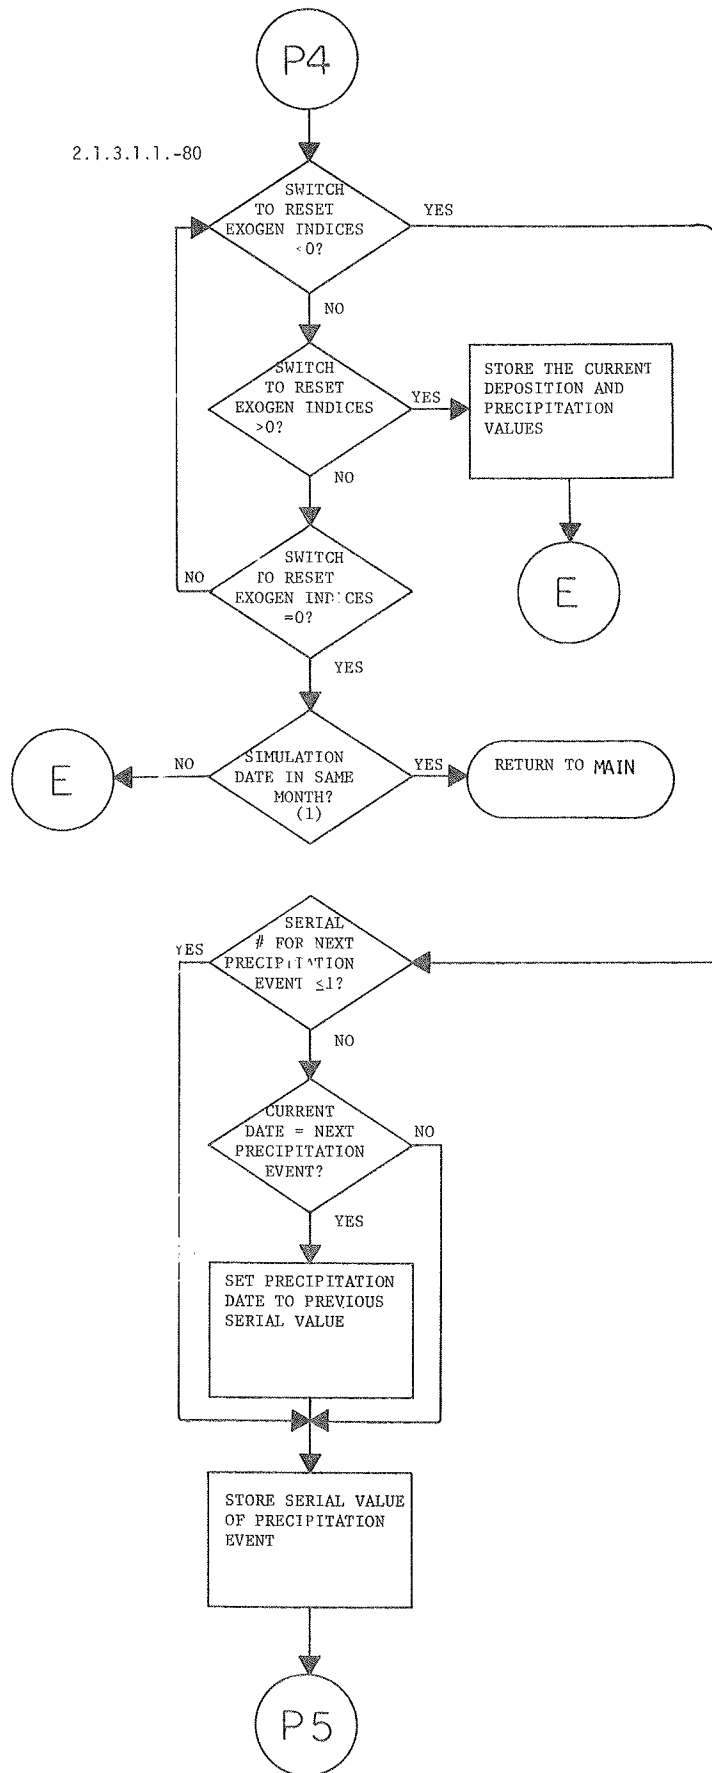 P4
2.1.3.1.1.-80
SWITCH
TO RESET
EXOGEN INDICES
<0?
YES
NO
SWITCH
TO RESET
EXOGEN INDICES
>0?
YES
STORE THE CURRENT
DEPOSITION AND
PRECIPITATION
VALUES
NO
E
SWITCH
TO RESET
EXOGEN INDICES
=0?
NO
YES
SIMULATION
DATE IN SAME
MONTH?
(1)
NO
E
YES
RETURN TO MAIN
SERIAL
# FOR NEXT
PRECIPITATION
EVENT ≤1?
YES
NO
CURRENT
DATE = NEXT
PRECIPITATION
EVENT?
NO
YES
SET PRECIPITATION
DATE TO PREVIOUS
SERIAL VALUE
STORE SERIAL VALUE
OF PRECIPITATION
EVENT
P5